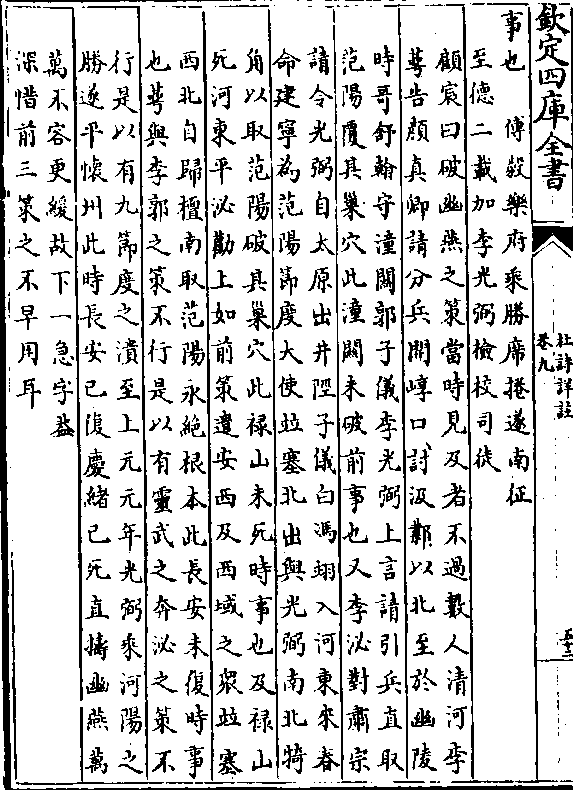 欽定四庫全書
杜詩詳註
卷九
五十二
事也 傅毅樂府乘勝席捲遂南征
至德二載加李光弼檢校司徒
顧宸曰破幽燕之策當時見及者不過數人清河李
萼告顏真卿請分兵開崞口討汲鄴以北至於幽陵
時哥舒翰守潼關郭子儀李光弼上言請引兵直取
范陽覆其巢穴此潼關未破前事也又李泌對肅宗
請令光弼自太原出井陘子儀自馮翊入河東來春
命建寧為范陽節度大使竝塞北出與光弼南北犄
角以取范陽破其巢穴此禄山未死時事也及禄山
死河東平泌勸上如前策遣安西及西域之眾竝塞
西北自歸檀南取范陽永絕根本此長安未復時事
也萼與李郭之策不行是以有靈武之奔泌之策不
行是以有九節度之潰至上元元年光弼乘河陽之
勝遂平懷州此時長安已復慶緒已死直擣幽燕萬
萬不容更緩故下一急字葢
深惜前三策之不早用耳